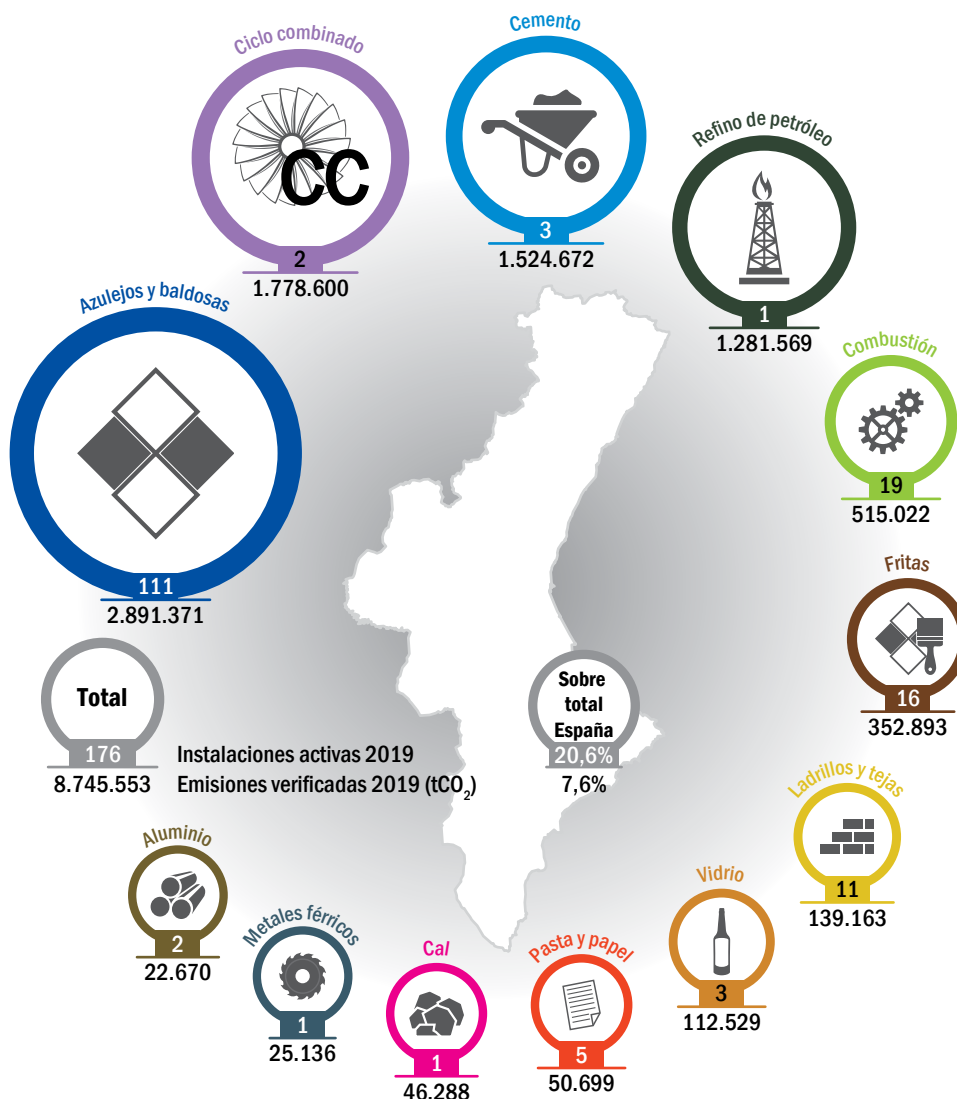 Ciclo combinado
CC
2
1.778.600
Cemento
3
1.524.672
Refino de petróleo
1
1.281.569
Azulejos y baldosas
111
2.891.371
Combustión
19
515.022
Fritas
16
352.893
Total
176
8.745.553
Instalaciones activas 2019
Emisiones verificadas 2019 (tCO₂)
Sobre
total
España
20,6%
7,6%
Ladrillos y tejas
11
139.163
Vidrio
3
112.529
Pasta y papel
5
50.699
Cal
1
46.288
Metales férricos
1
25.136
Aluminio
2
22.670